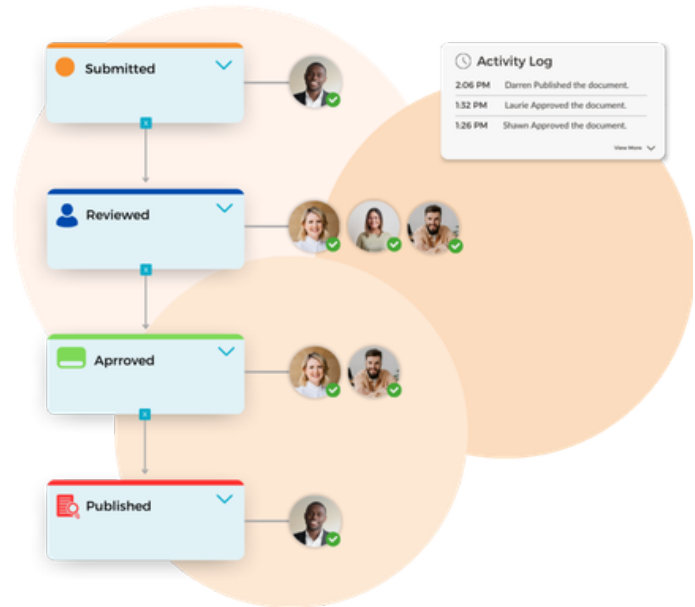 Submitted
Activity Log
2.06 PM Darren Published the document.
1:32 PM Laurie Approved the document.
1:26 PM Shawn Approved the document.
View More
x
Reviewed
x
Aprroved
x
Published